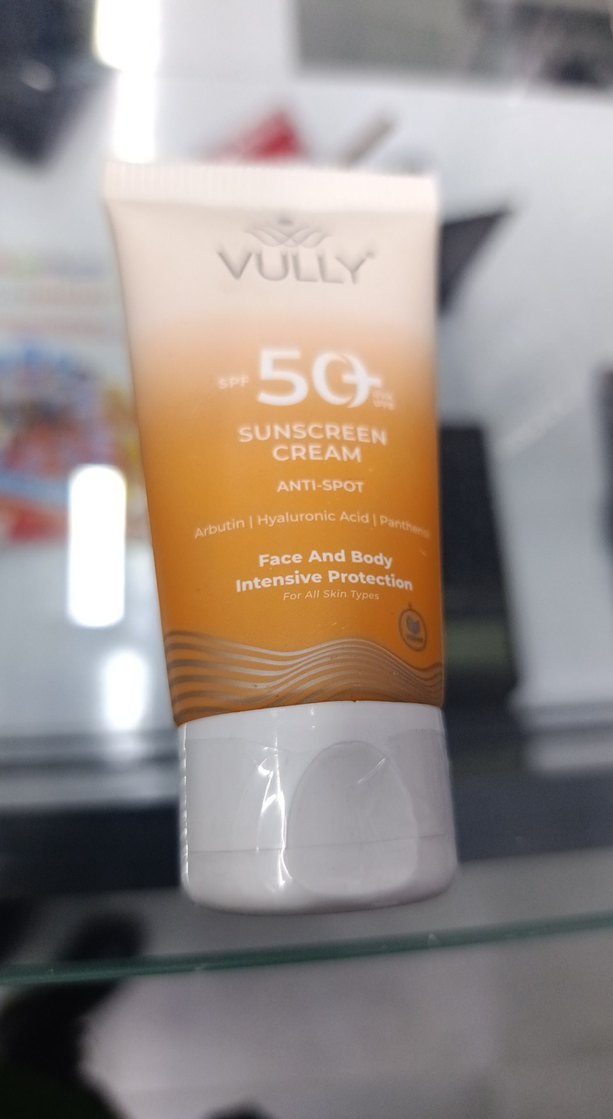 VULLY
SPF 50+
SUNSCREEN
CREAM
ANTI-SPOT
Arbutin | Hyaluronic Acid | Panthenol
Face And Body
Intensive Protection
For All Skin Types